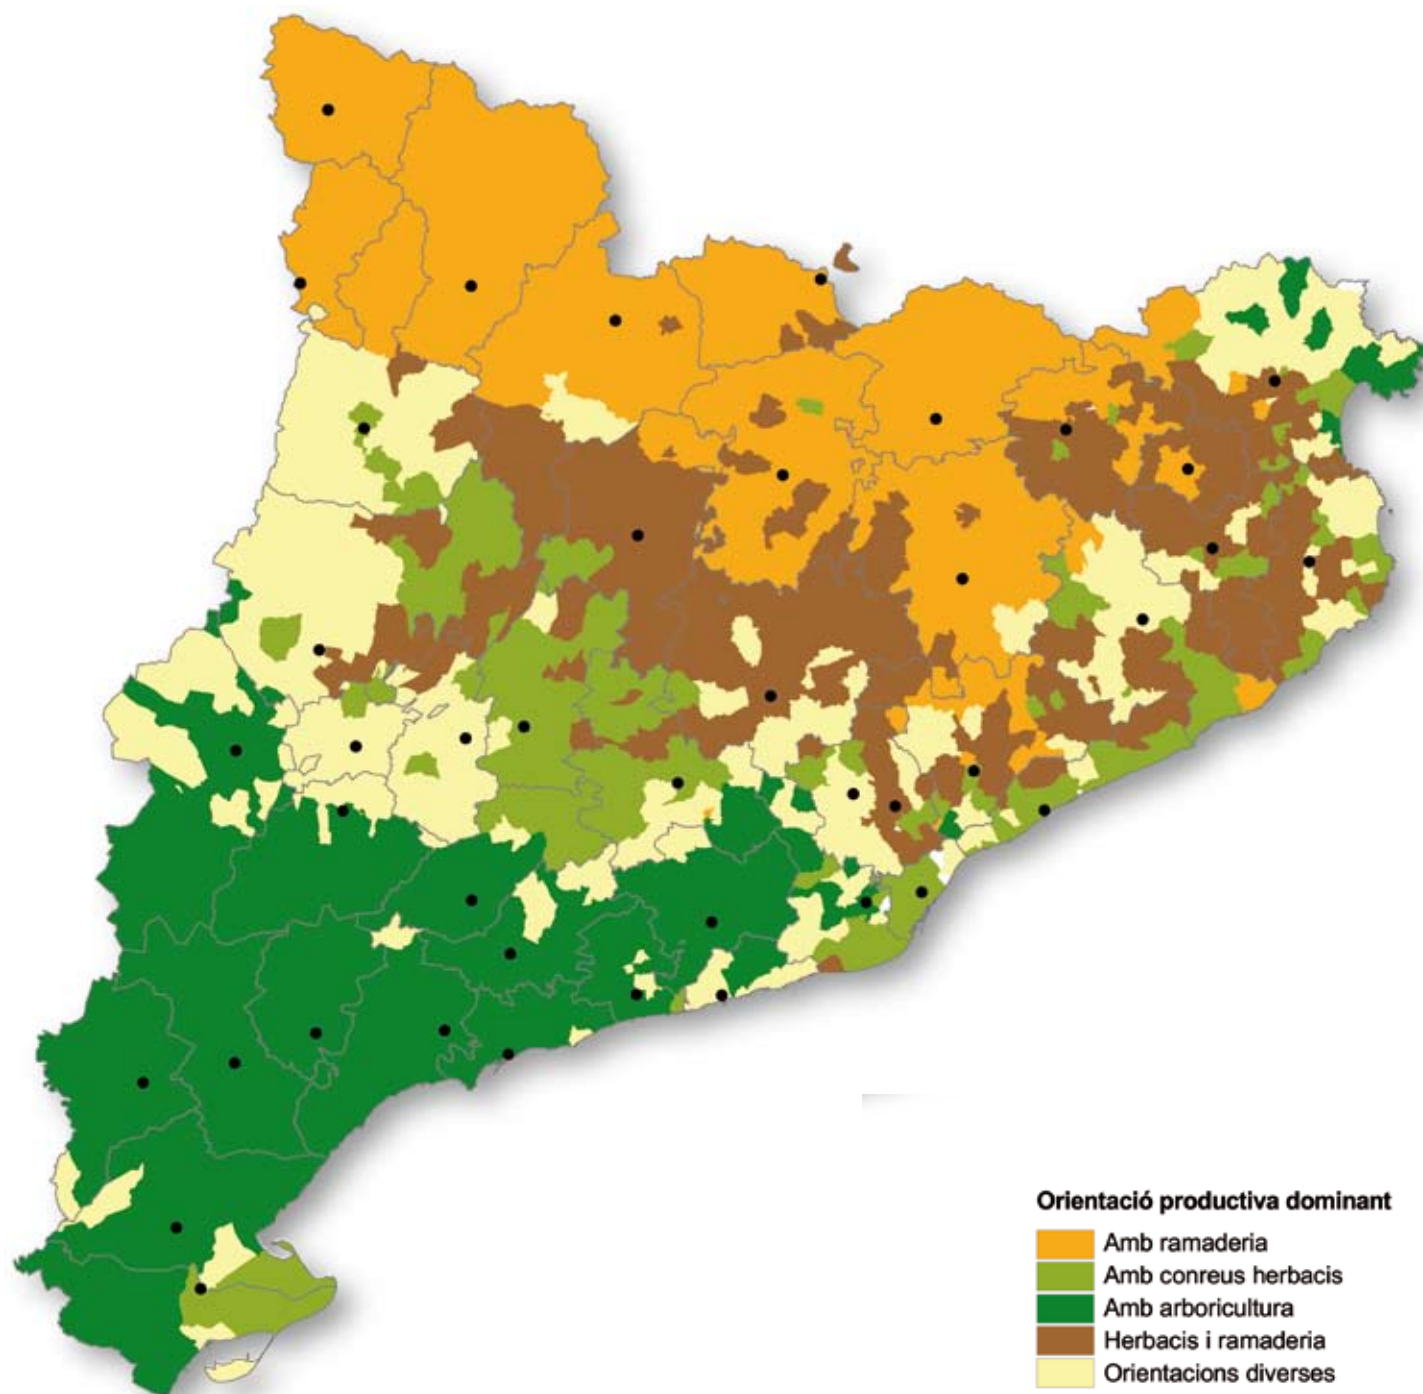 Orientació productiva dominant
Amb ramaderia
Amb conreus herbacis
Amb arboricultura
Herbacis i ramaderia
Orientacions diverses